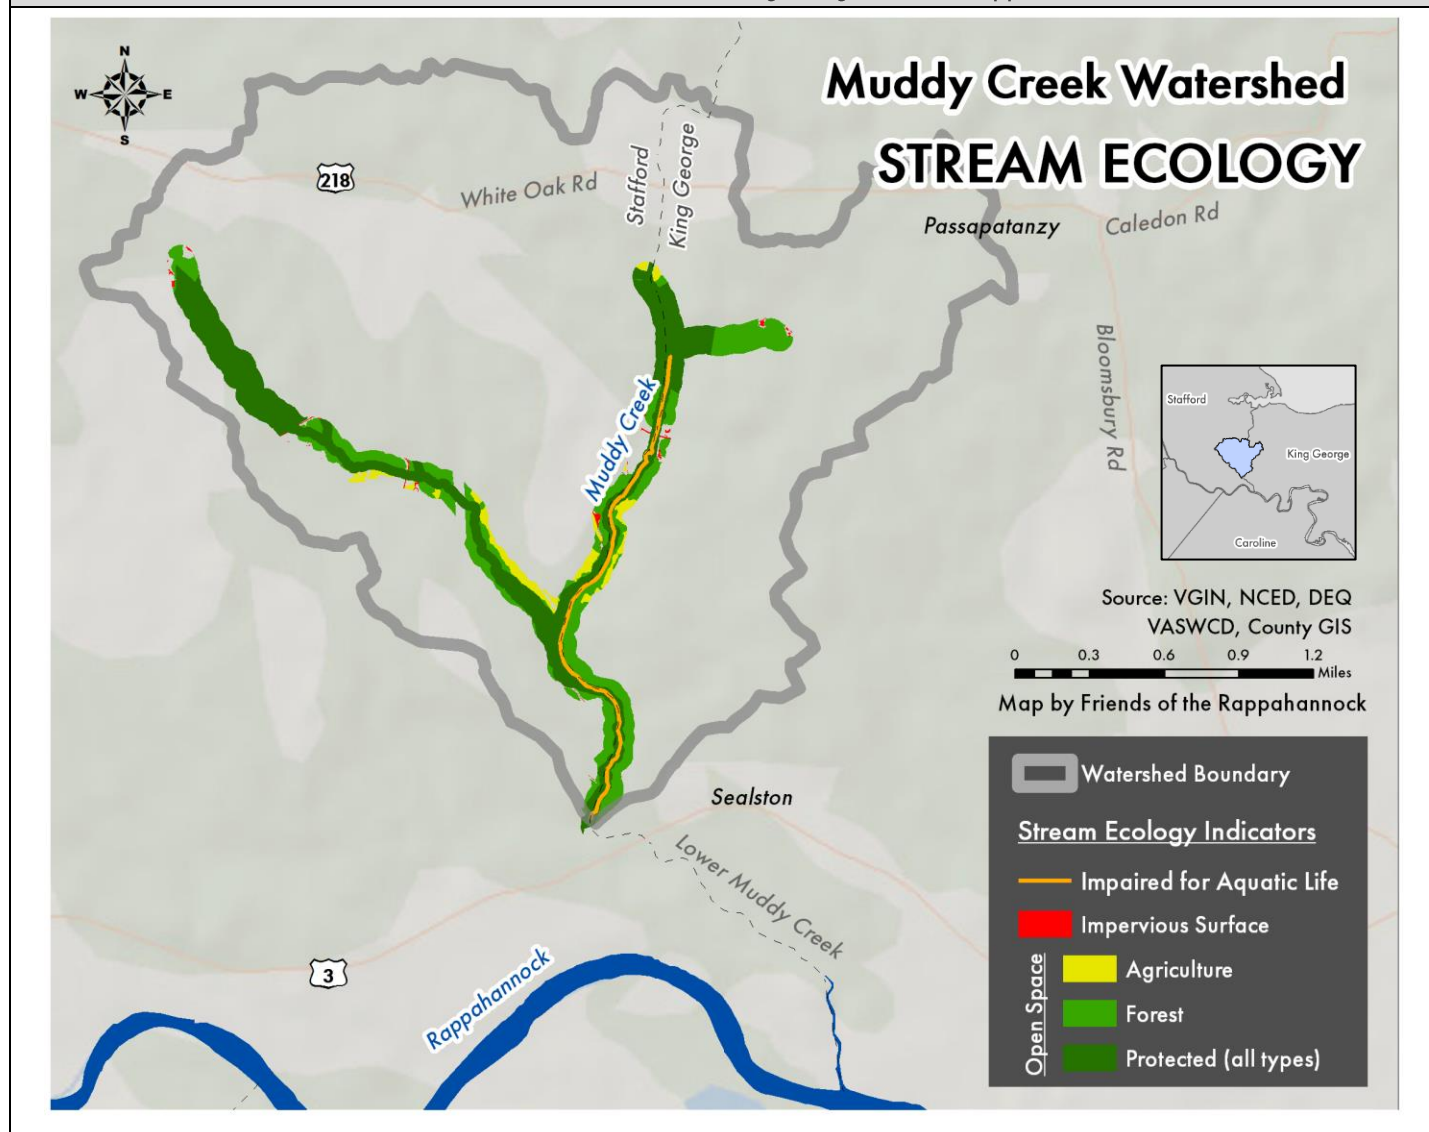 N
W
E
S
Muddy Creek Watershed
STREAM ECOLOGY
218
White Oak Rd
Stafford
King George
Passapatanzy
Caledon Rd
Bloomsbury Rd
Muddy Creek
Stafford
King George
Caroline
Source: VGIN, NCED, DEQ
VASWCD, County GIS
0 0.3 0.6 0.9 1.2
Miles
Map by Friends of the Rappahannock
Sealston
Lower Muddy Creek
3
Rappahannock
Watershed Boundary
Stream Ecology Indicators
Impaired for Aquatic Life
Impervious Surface
Open Space
Agriculture
Forest
Protected (all types)